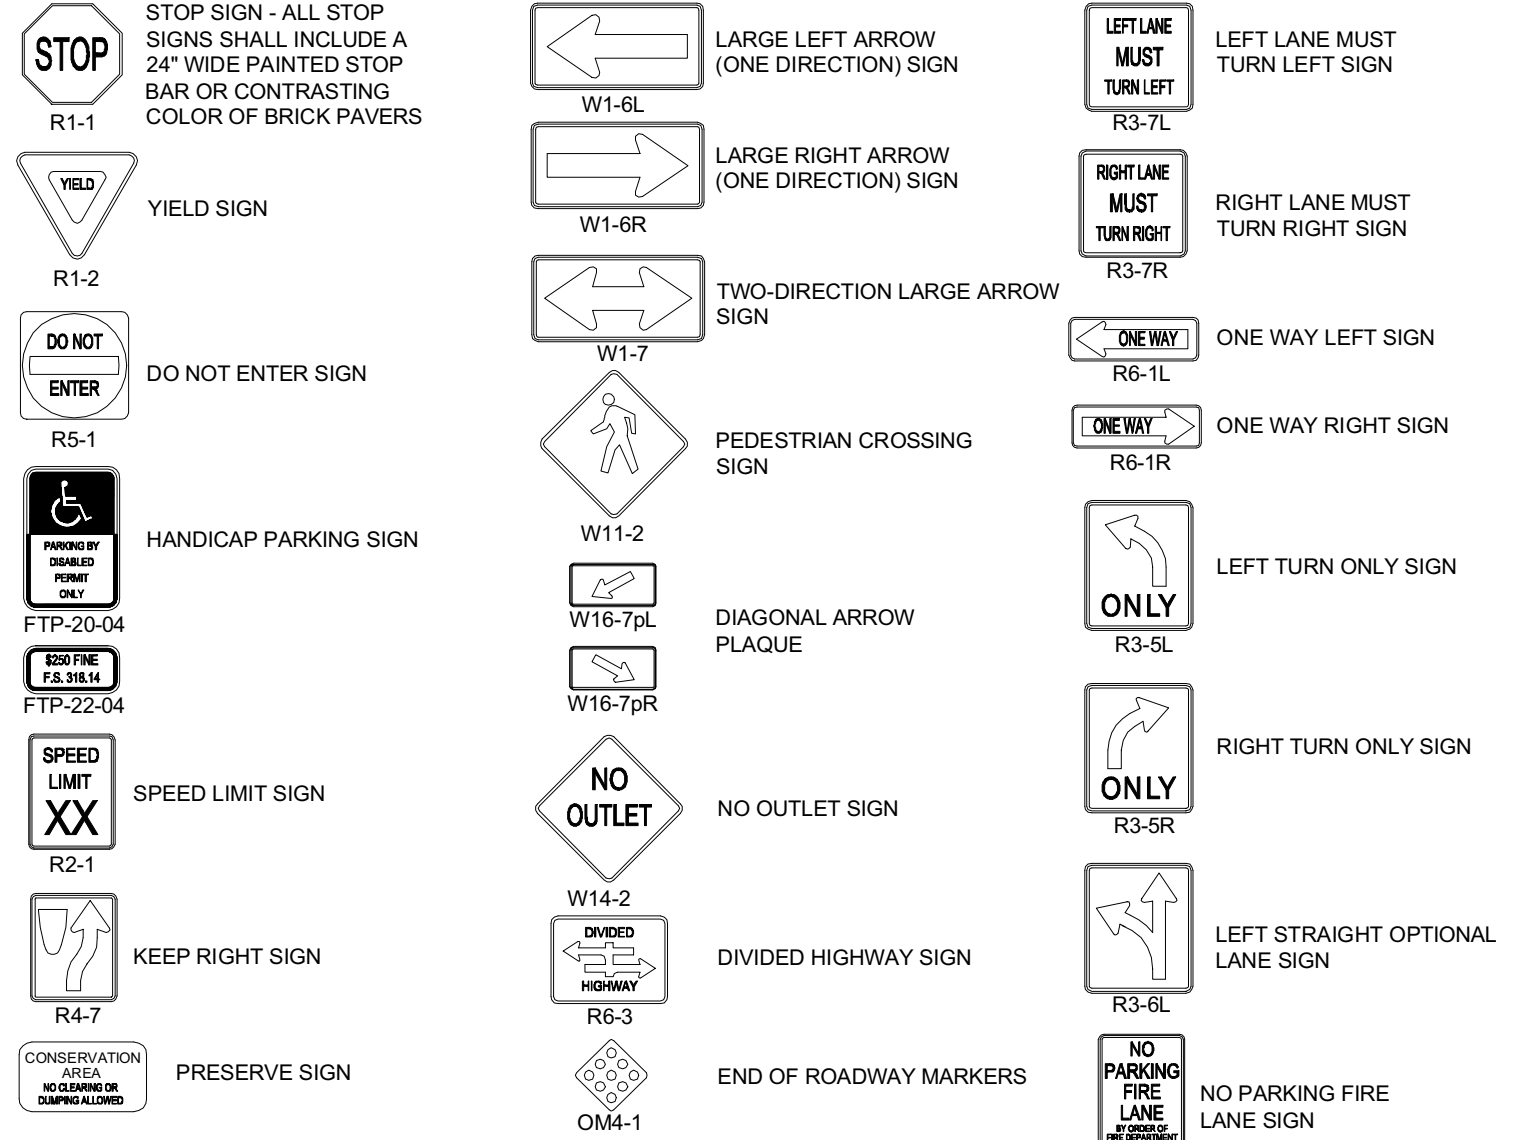 STOP
R1-1
STOP SIGN - ALL STOP
SIGNS SHALL INCLUDE A
24" WIDE PAINTED STOP
BAR OR CONTRASTING
COLOR OF BRICK PAVERS
YIELD
R1-2
YIELD SIGN
DO NOT
ENTER
R5-1
DO NOT ENTER SIGN
PARKING BY
DISABLED
PERMIT
ONLY
FTP-20-04
HANDICAP PARKING SIGN
$250 FINE
F.S. 318.14
FTP-22-04
SPEED
LIMIT
XX
R2-1
SPEED LIMIT SIGN
R4-7
KEEP RIGHT SIGN
CONSERVATION
AREA
NO CLEARING OR
DUMPING ALLOWED
PRESERVE SIGN
W1-6L
LARGE LEFT ARROW
(ONE DIRECTION) SIGN
W1-6R
LARGE RIGHT ARROW
(ONE DIRECTION) SIGN
W1-7
TWO-DIRECTION LARGE ARROW
SIGN
W11-2
PEDESTRIAN CROSSING
SIGN
W16-7pL
W16-7pR
DIAGONAL ARROW
PLAQUE
NO
OUTLET
W14-2
NO OUTLET SIGN
DIVIDED
HIGHWAY
R6-3
DIVIDED HIGHWAY SIGN
OM4-1
END OF ROADWAY MARKERS
LEFT LANE
MUST
TURN LEFT
R3-7L
LEFT LANE MUST
TURN LEFT SIGN
RIGHT LANE
MUST
TURN RIGHT
R3-7R
RIGHT LANE MUST
TURN RIGHT SIGN
ONE WAY
R6-1L
ONE WAY LEFT SIGN
ONE WAY
R6-1R
ONE WAY RIGHT SIGN
ONLY
R3-5L
LEFT TURN ONLY SIGN
ONLY
R3-5R
RIGHT TURN ONLY SIGN
R3-6L
LEFT STRAIGHT OPTIONAL
LANE SIGN
NO
PARKING
FIRE
LANE
BY ORDER OF
FIRE DEPARTMENT
NO PARKING FIRE
LANE SIGN